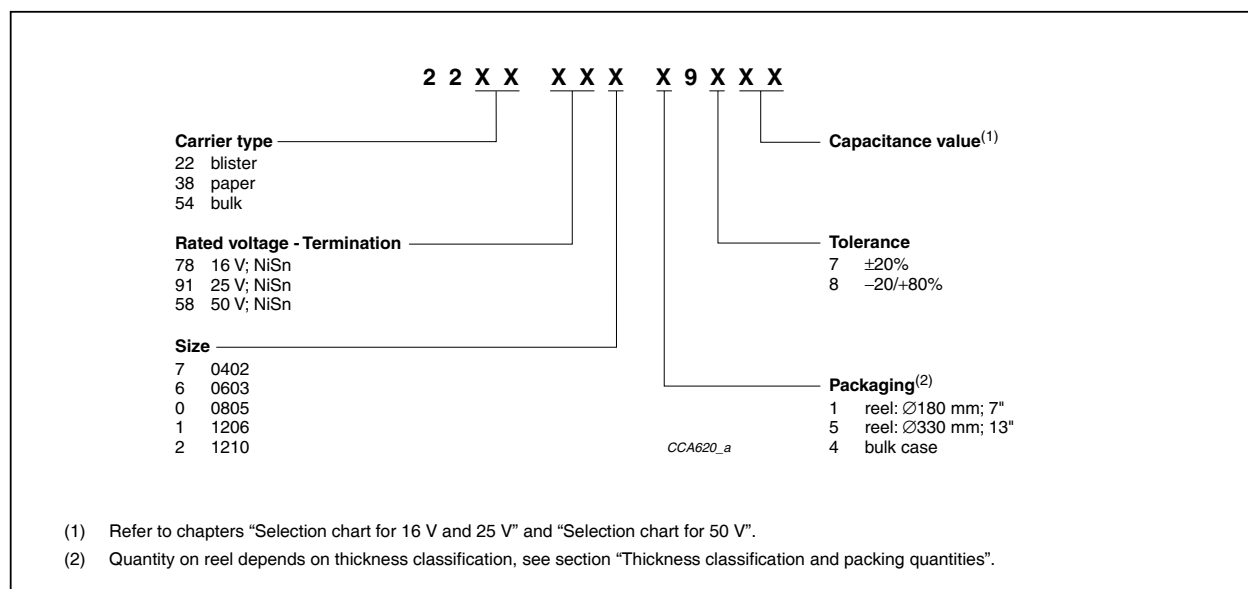 2 2 X X X X X X 9 X X X
Carrier type
22 blister
38 paper
54 bulk
Rated voltage - Termination
78 16 V; NiSn
91 25 V; NiSn
58 50 V; NiSn
Size
7 0402
6 0603
0 0805
1 1206
2 1210
Capacitance value(1)
Tolerance
7 ±20%
8 −20/+80%
Packaging(2)
1 reel: ∅180 mm; 7"
5 reel: ∅330 mm; 13"
4 bulk case
CCA620_a
(1) Refer to chapters “Selection chart for 16 V and 25 V” and “Selection chart for 50 V”.
(2) Quantity on reel depends on thickness classification, see section “Thickness classification and packing quantities”.